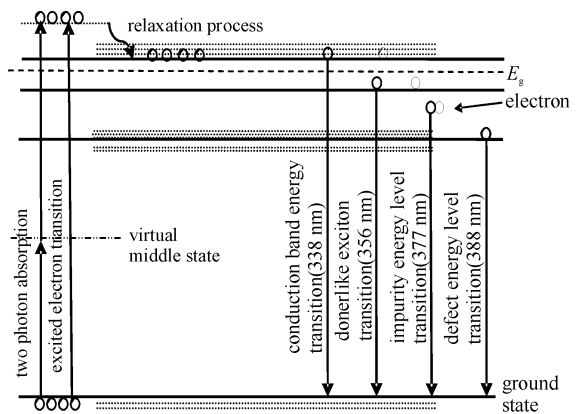 relaxation process
E_g
electron
virtual
middle state
two photon absorption
excited electron transition
conduction band energy
transition(338 nm)
donerlike exciton
transition(356 nm)
impurity energy level
transition(377 nm)
defect energy level
transition(388 nm)
ground
state